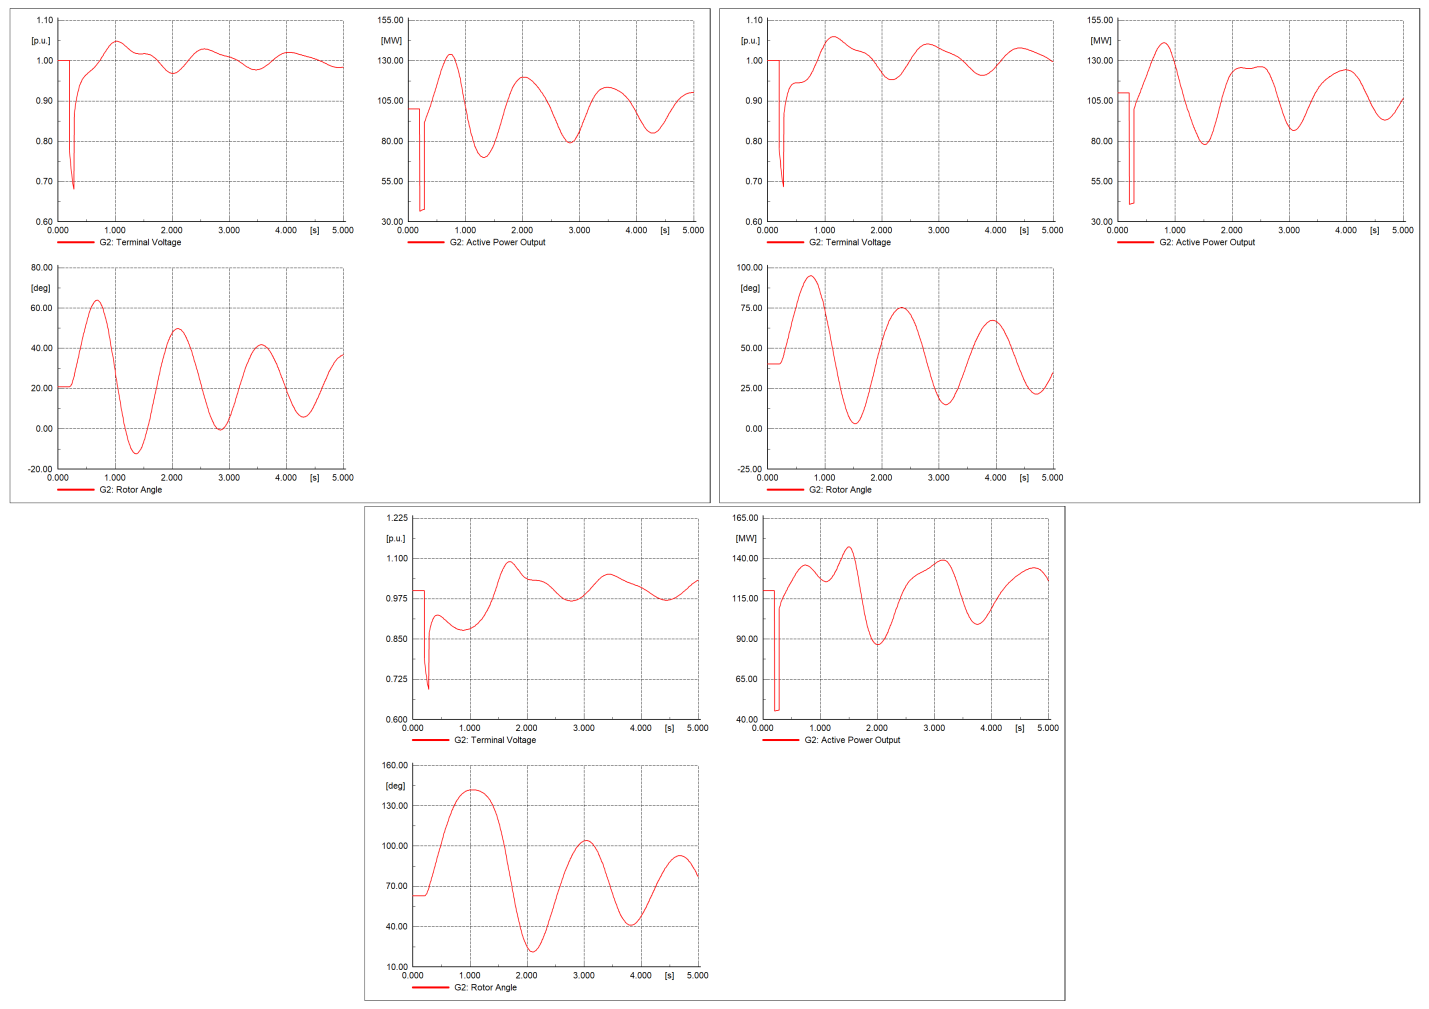 1.10
[p.u.]
1.00
0.90
0.80
0.70
0.60
0.000 1.000 2.000 3.000 4.000 [s] 5.000
G2: Terminal Voltage
155.00
[MW]
130.00
105.00
80.00
55.00
30.00
0.000 1.000 2.000 3.000 4.000 [s] 5.000
G2: Active Power Output
80.00
[deg]
60.00
40.00
20.00
0.00
-20.00
0.000 1.000 2.000 3.000 4.000 [s] 5.000
G2: Rotor Angle
1.10
[p.u.]
1.00
0.90
0.80
0.70
0.60
0.000 1.000 2.000 3.000 4.000 [s] 5.000
G2: Terminal Voltage
155.00
[MW]
130.00
105.00
80.00
55.00
30.00
0.000 1.000 2.000 3.000 4.000 [s] 5.000
G2: Active Power Output
100.00
[deg]
75.00
50.00
25.00
0.00
-25.00
0.000 1.000 2.000 3.000 4.000 [s] 5.000
G2: Rotor Angle
1.225
[p.u.]
1.100
0.975
0.850
0.725
0.600
0.000 1.000 2.000 3.000 4.000 [s] 5.000
G2: Terminal Voltage
165.00
[MW]
140.00
115.00
90.00
65.00
40.00
0.000 1.000 2.000 3.000 4.000 [s] 5.000
G2: Active Power Output
160.00
[deg]
130.00
100.00
70.00
40.00
10.00
0.000 1.000 2.000 3.000 4.000 [s] 5.000
G2: Rotor Angle